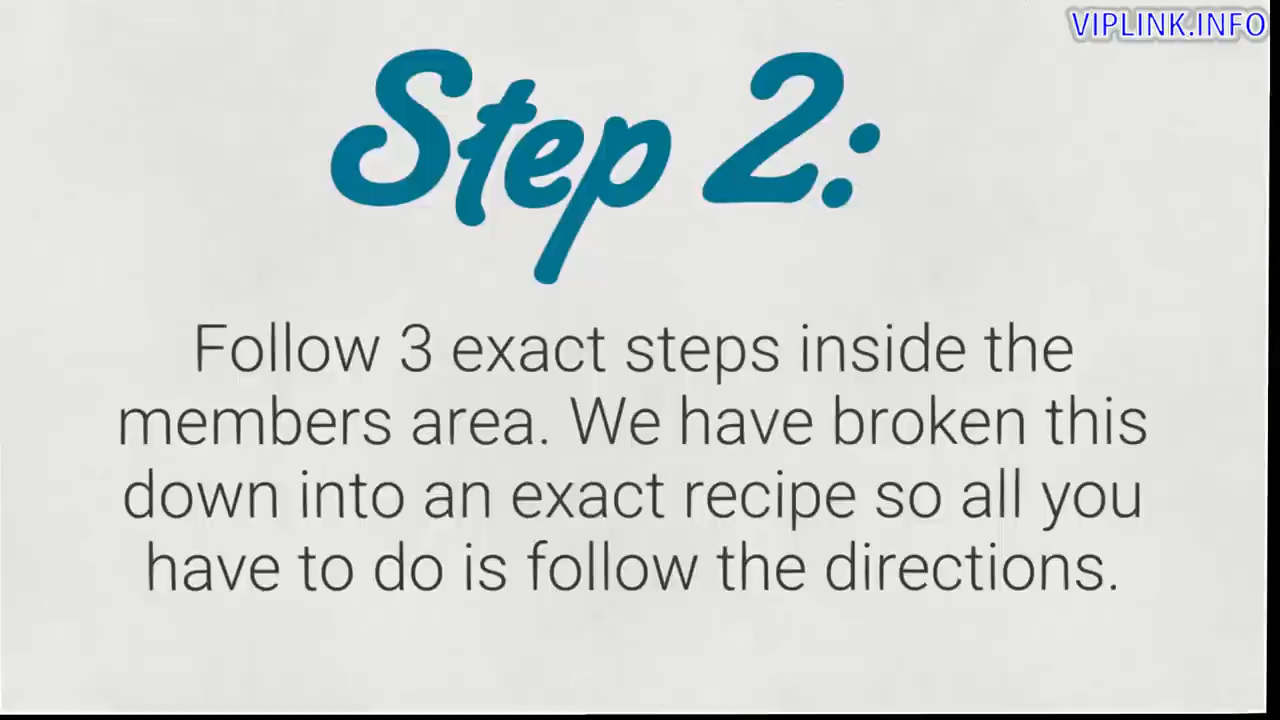 VIPLINK.INFO
Step 2:
Follow 3 exact steps inside the
members area. We have broken this
down into an exact recipe so all you
have to do is follow the directions.